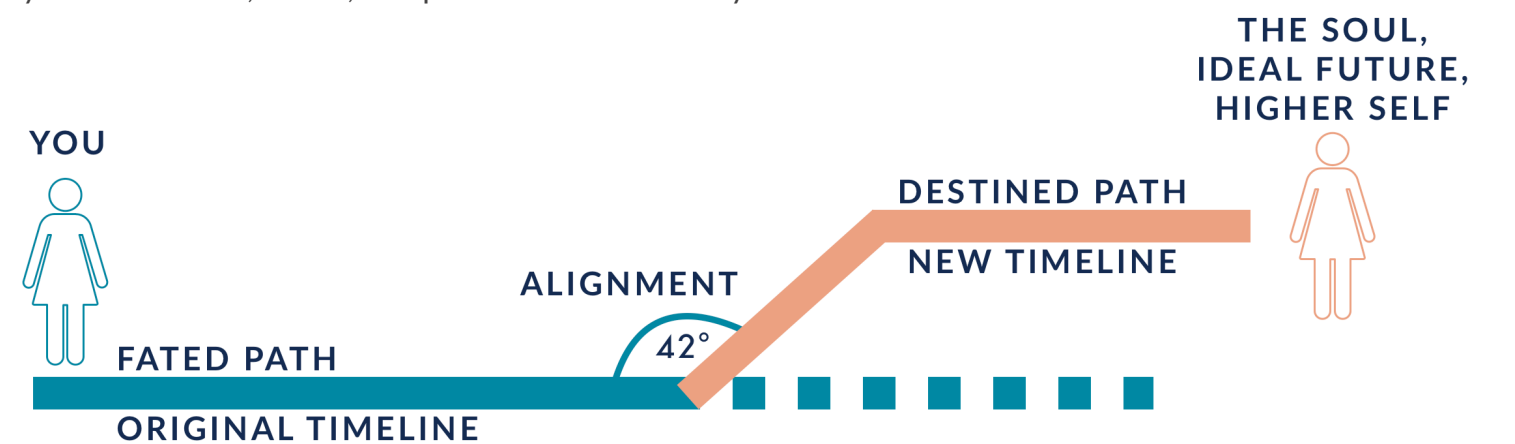 THE SOUL,
IDEAL FUTURE,
HIGHER SELF
YOU
DESTINED PATH
NEW TIMELINE
ALIGNMENT
42°
FATED PATH
ORIGINAL TIMELINE